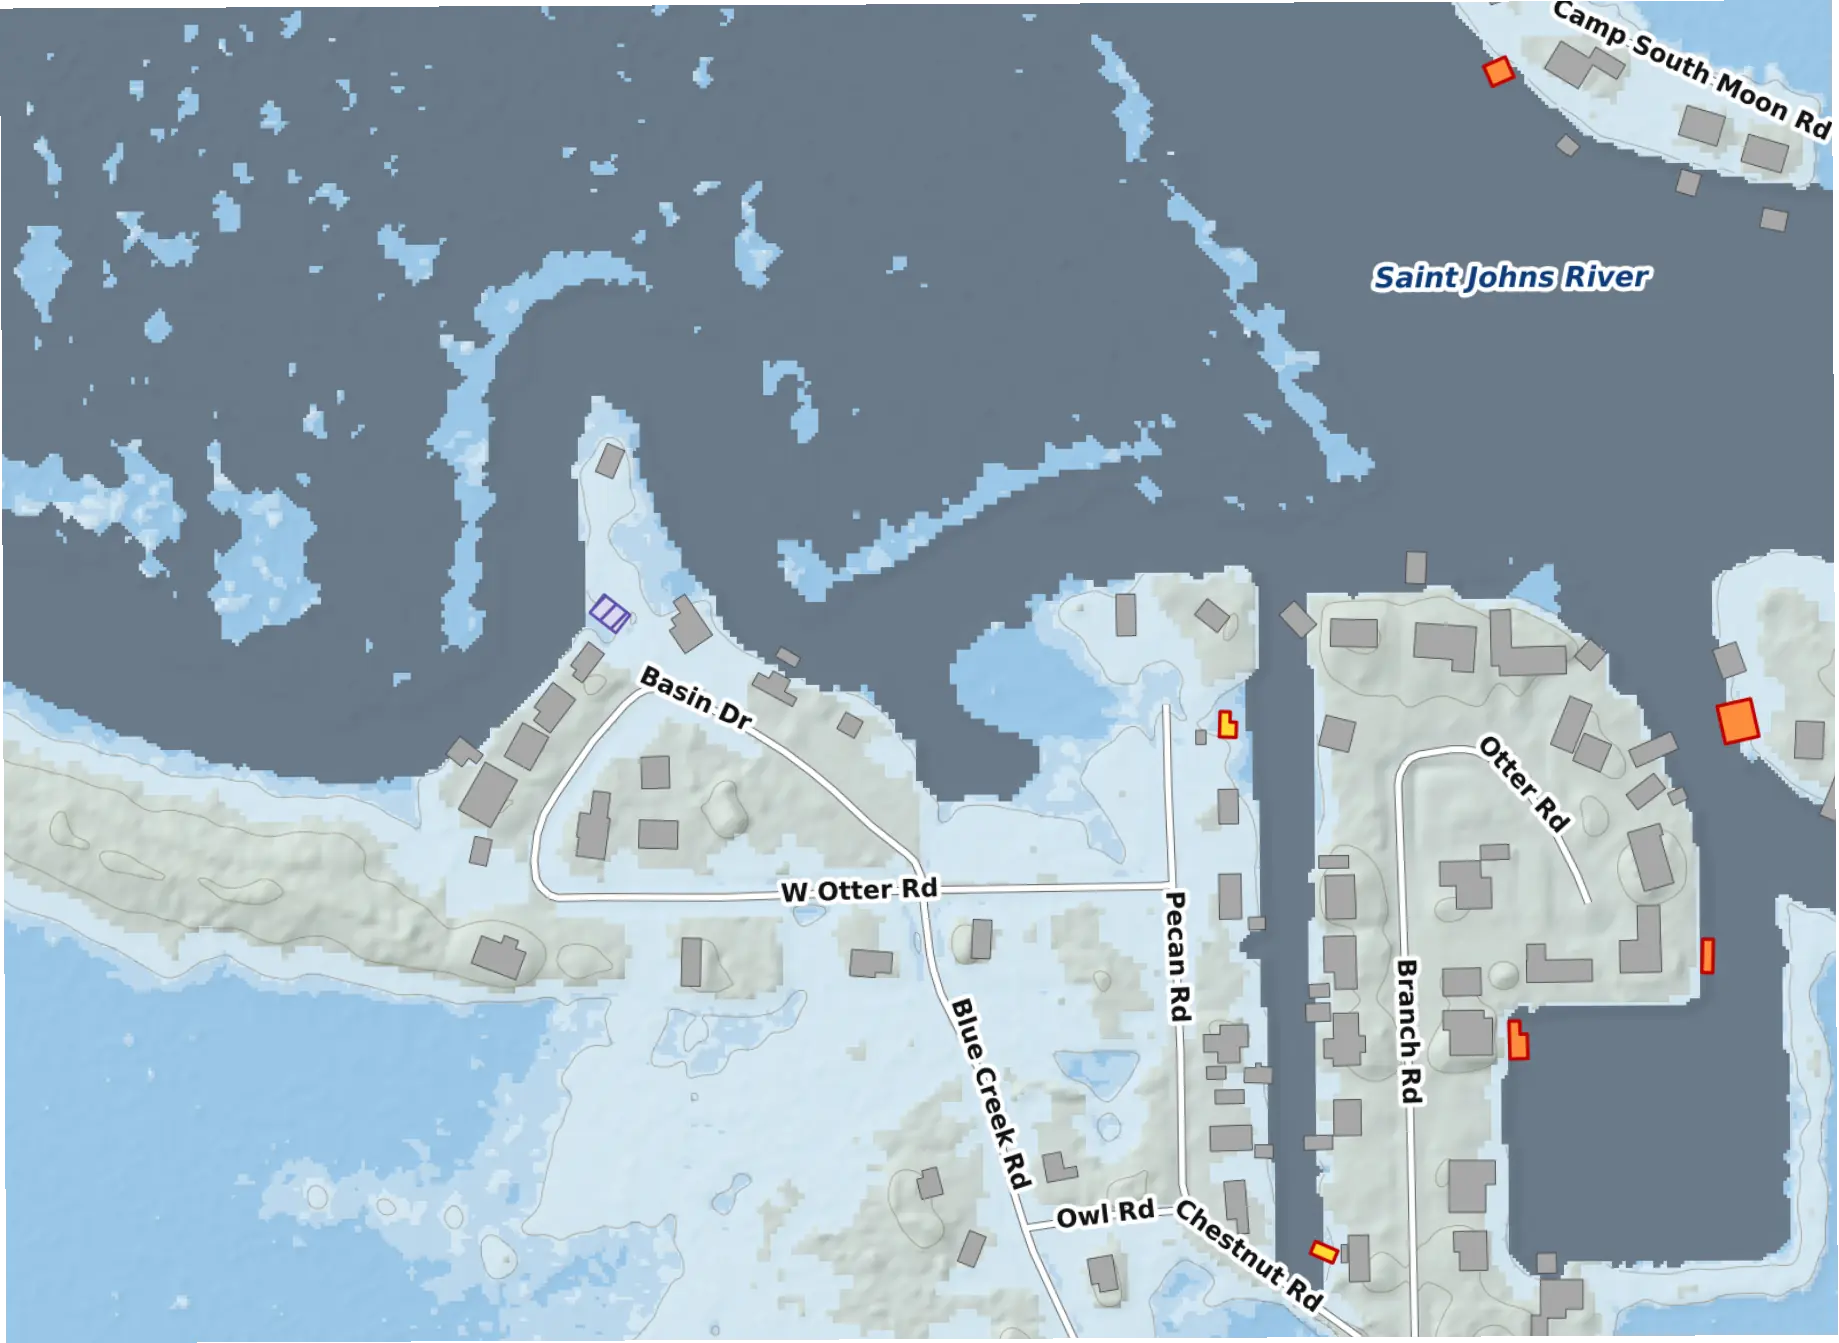 Camp South Moon Rd
Saint Johns River
Basin Dr
Otter Rd
W Otter Rd
Pecan Rd
Branch Rd
Blue Creek Rd
Owl Rd
Chestnut Rd